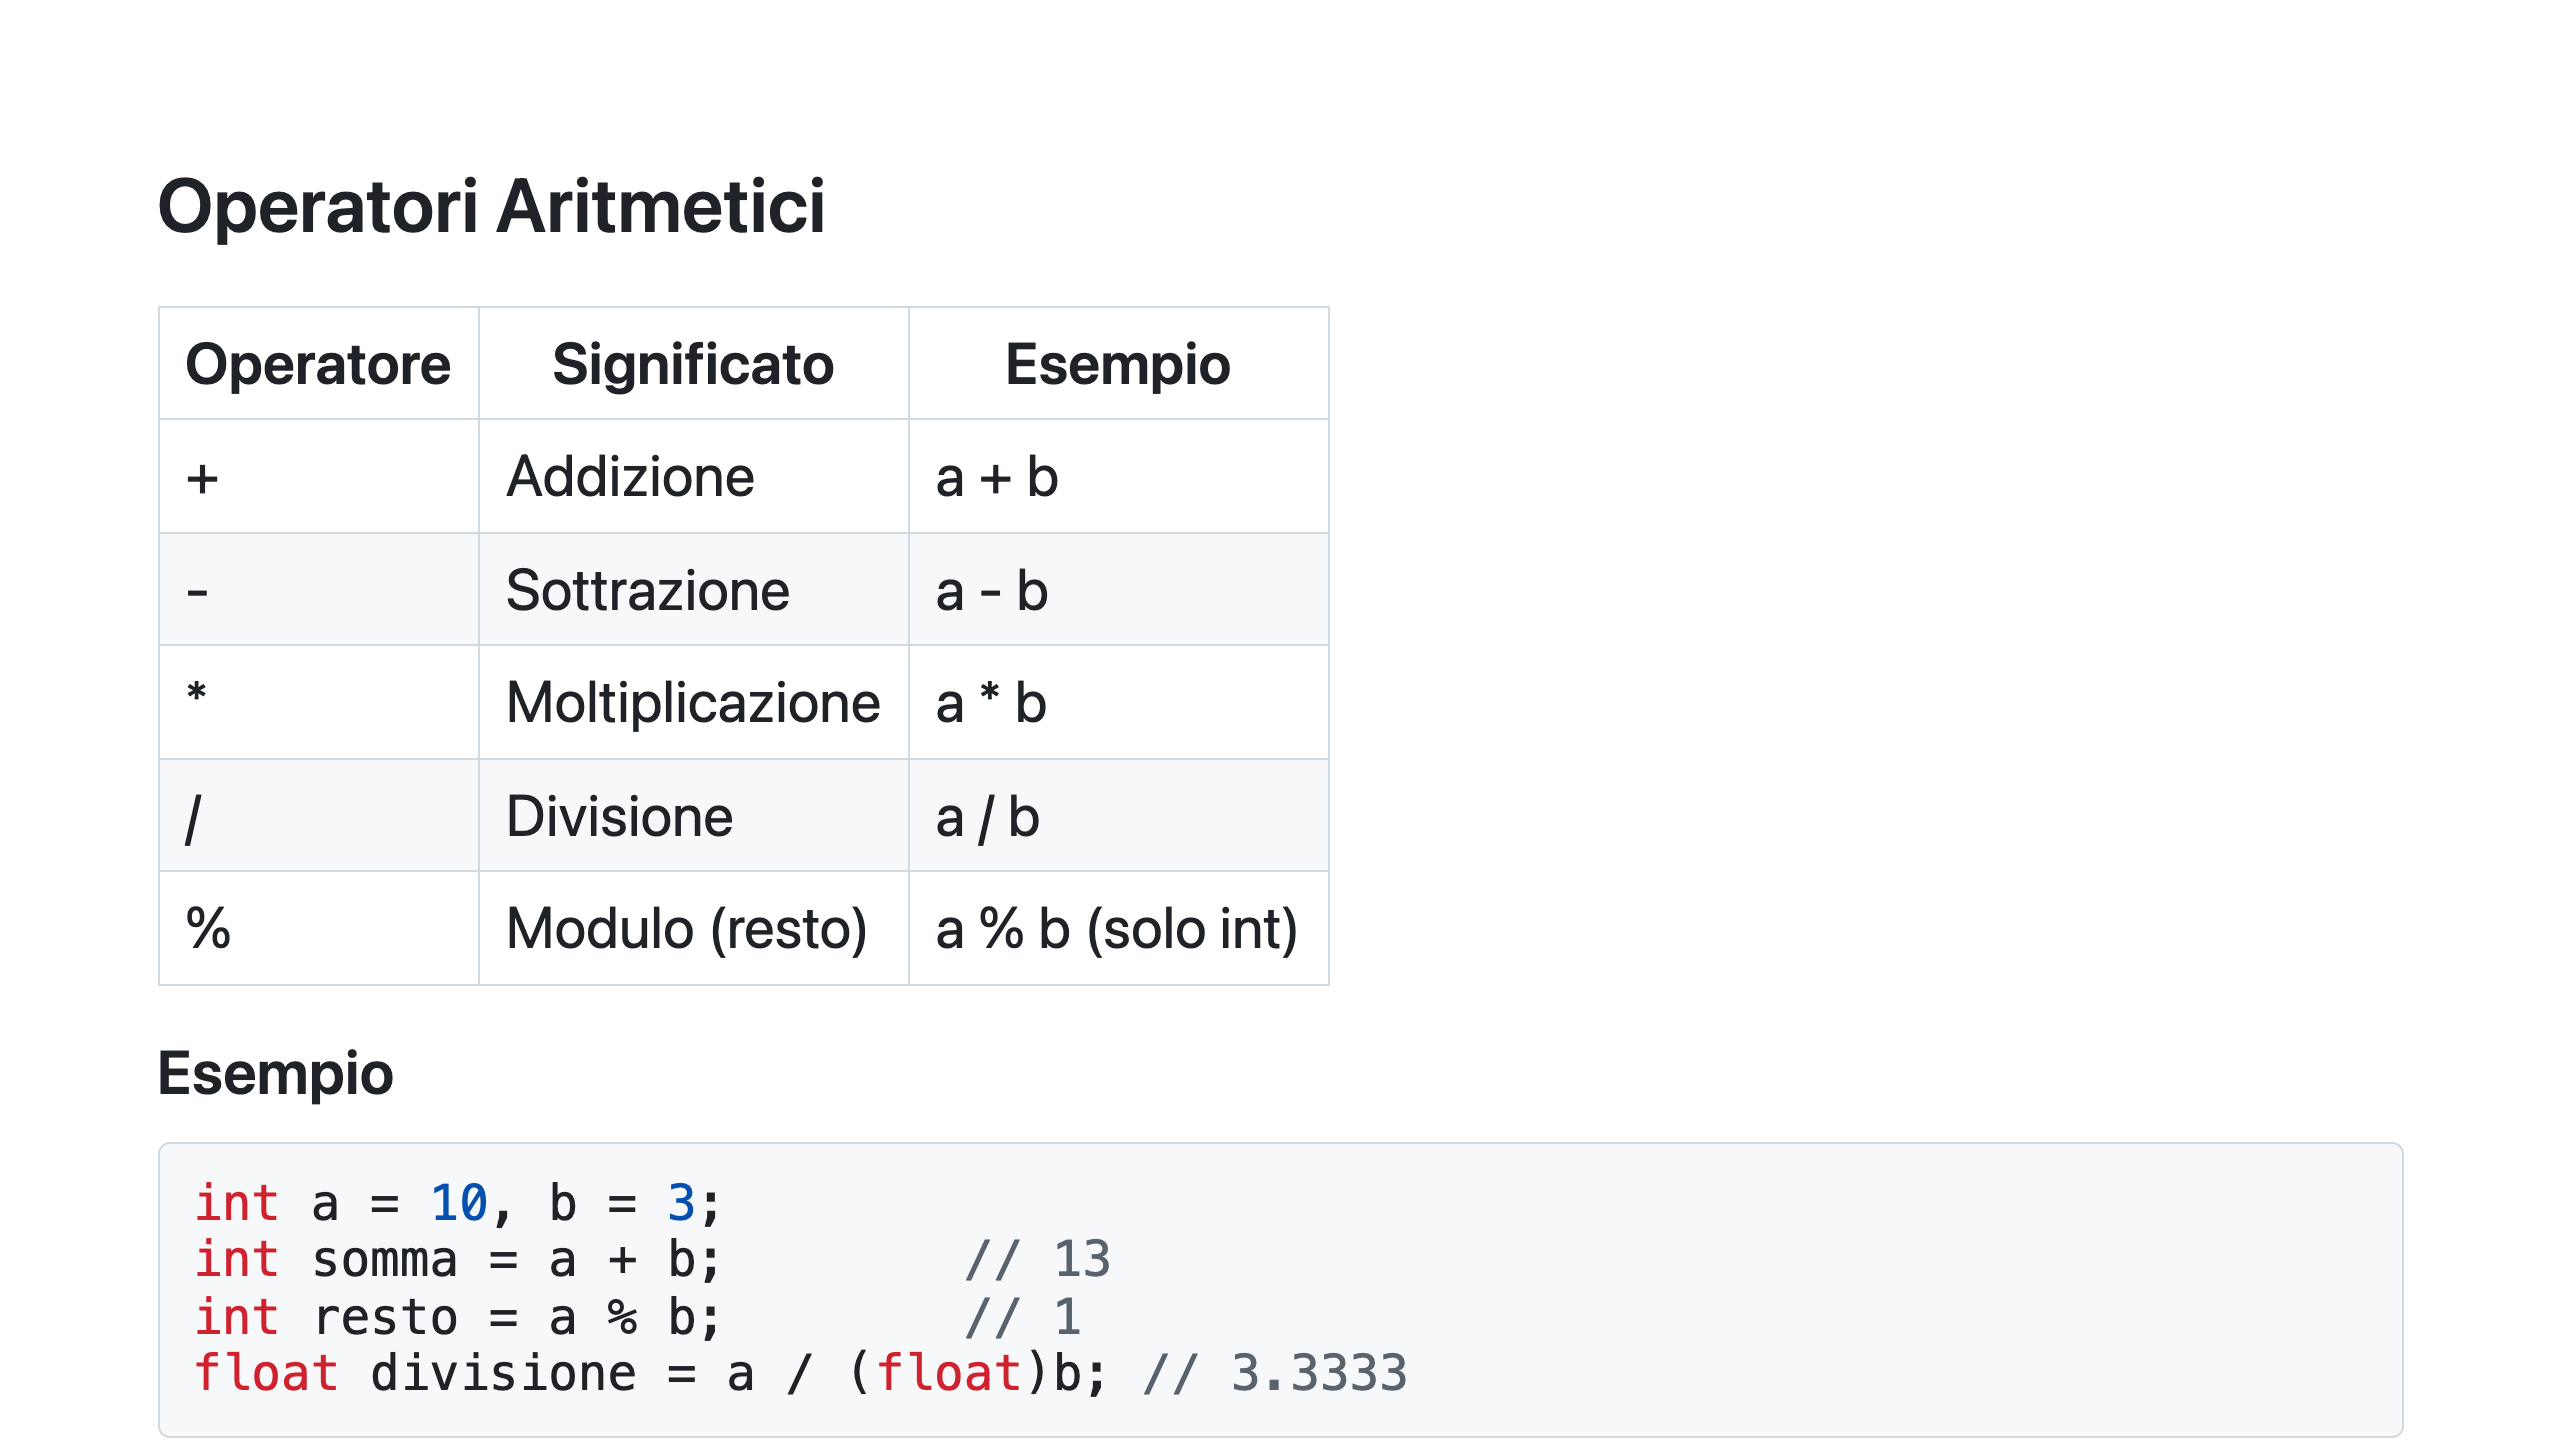 Operatori Aritmetici
Operatore Significato Esempio
+ Addizione a + b
- Sottrazione a - b
* Moltiplicazione a * b
/ Divisione a / b
% Modulo (resto) a % b (solo int)
Esempio
int a = 10, b = 3;
int somma = a + b;        // 13
int resto = a % b;        // 1
float divisione = a / (float)b; // 3.3333